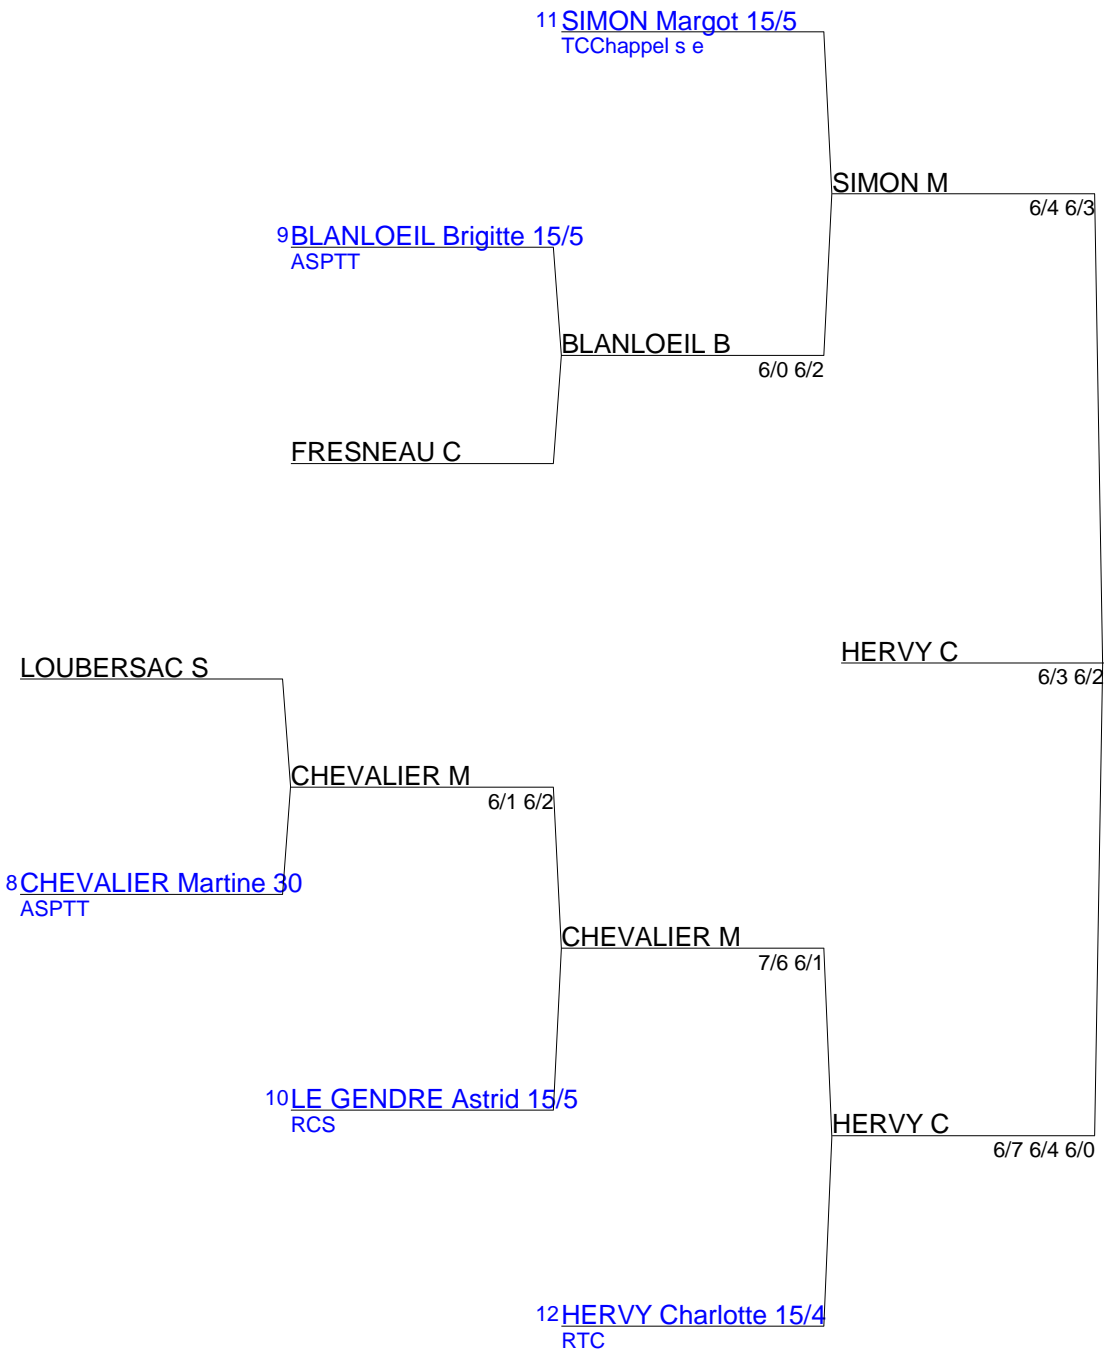 11 SIMON Margot 15/5
TCChappel s e
SIMON M
6/4 6/3
9 BLANLOEIL Brigitte 15/5
ASPTT
BLANLOEIL B
6/0 6/2
FRESNEAU C
HERVY C
6/3 6/2
LOUBERSAC S
CHEVALIER M
6/1 6/2
8 CHEVALIER Martine 30
ASPTT
CHEVALIER M
7/6 6/1
10 LE GENDRE Astrid 15/5
RCS
HERVY C
6/7 6/4 6/0
12 HERVY Charlotte 15/4
RTC